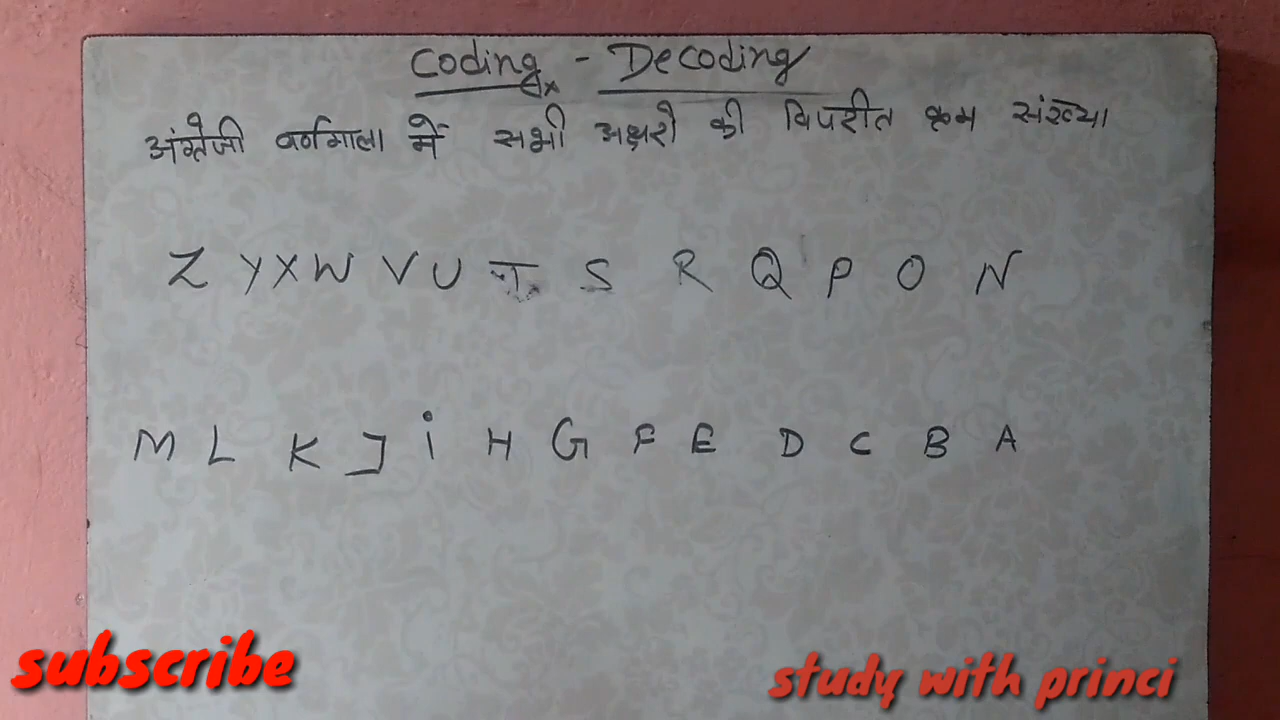 Coding - Decoding
अंग्रेजी वर्णमाला में सभी अक्षरो की विपरीत क्रम संख्या
Z Y X W V U T S R Q P O N
M L K J i H G F E D C B A
subscribe
study with princi